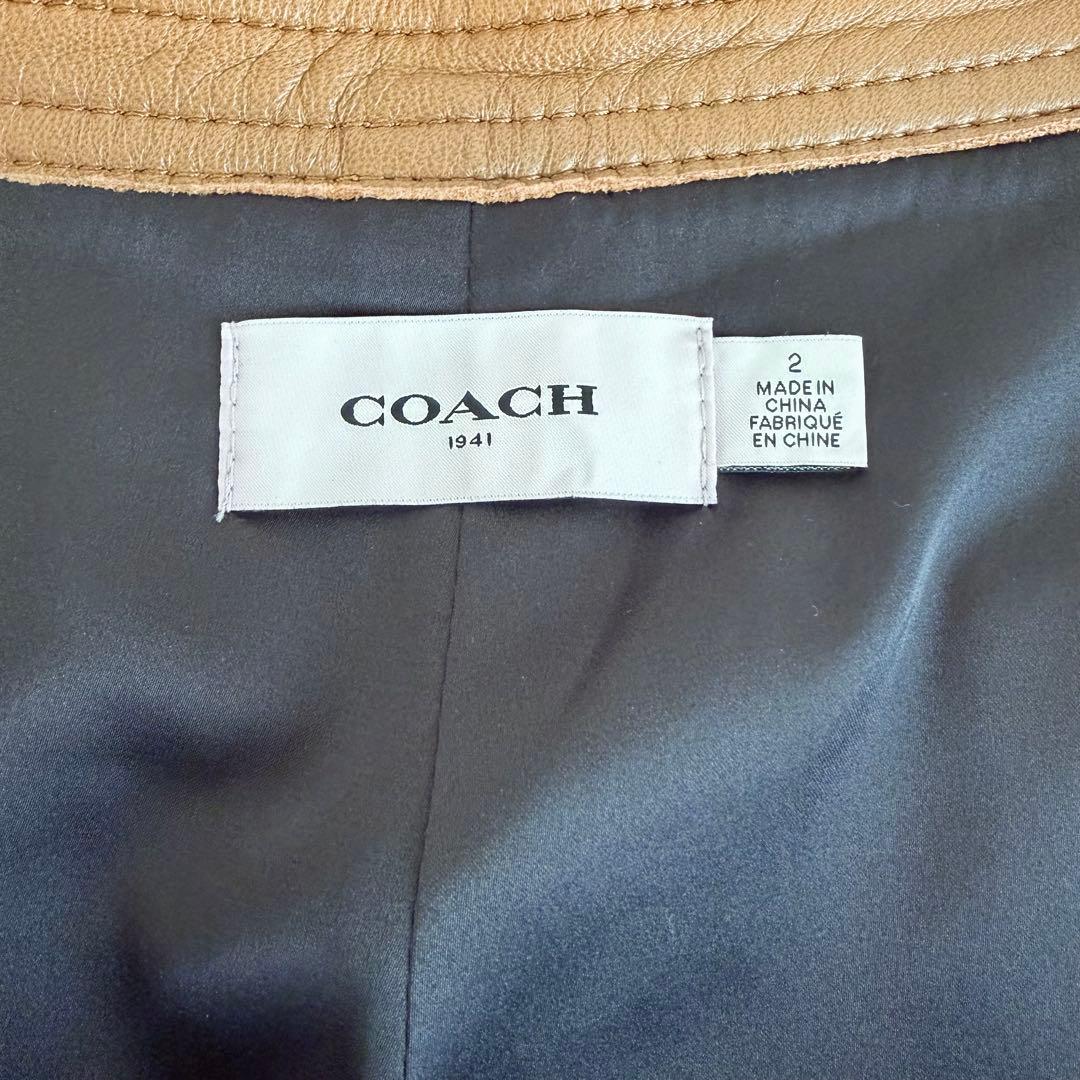 COACH
1941
2
MADE IN
CHINA
FABRIQUÉ
EN CHINE